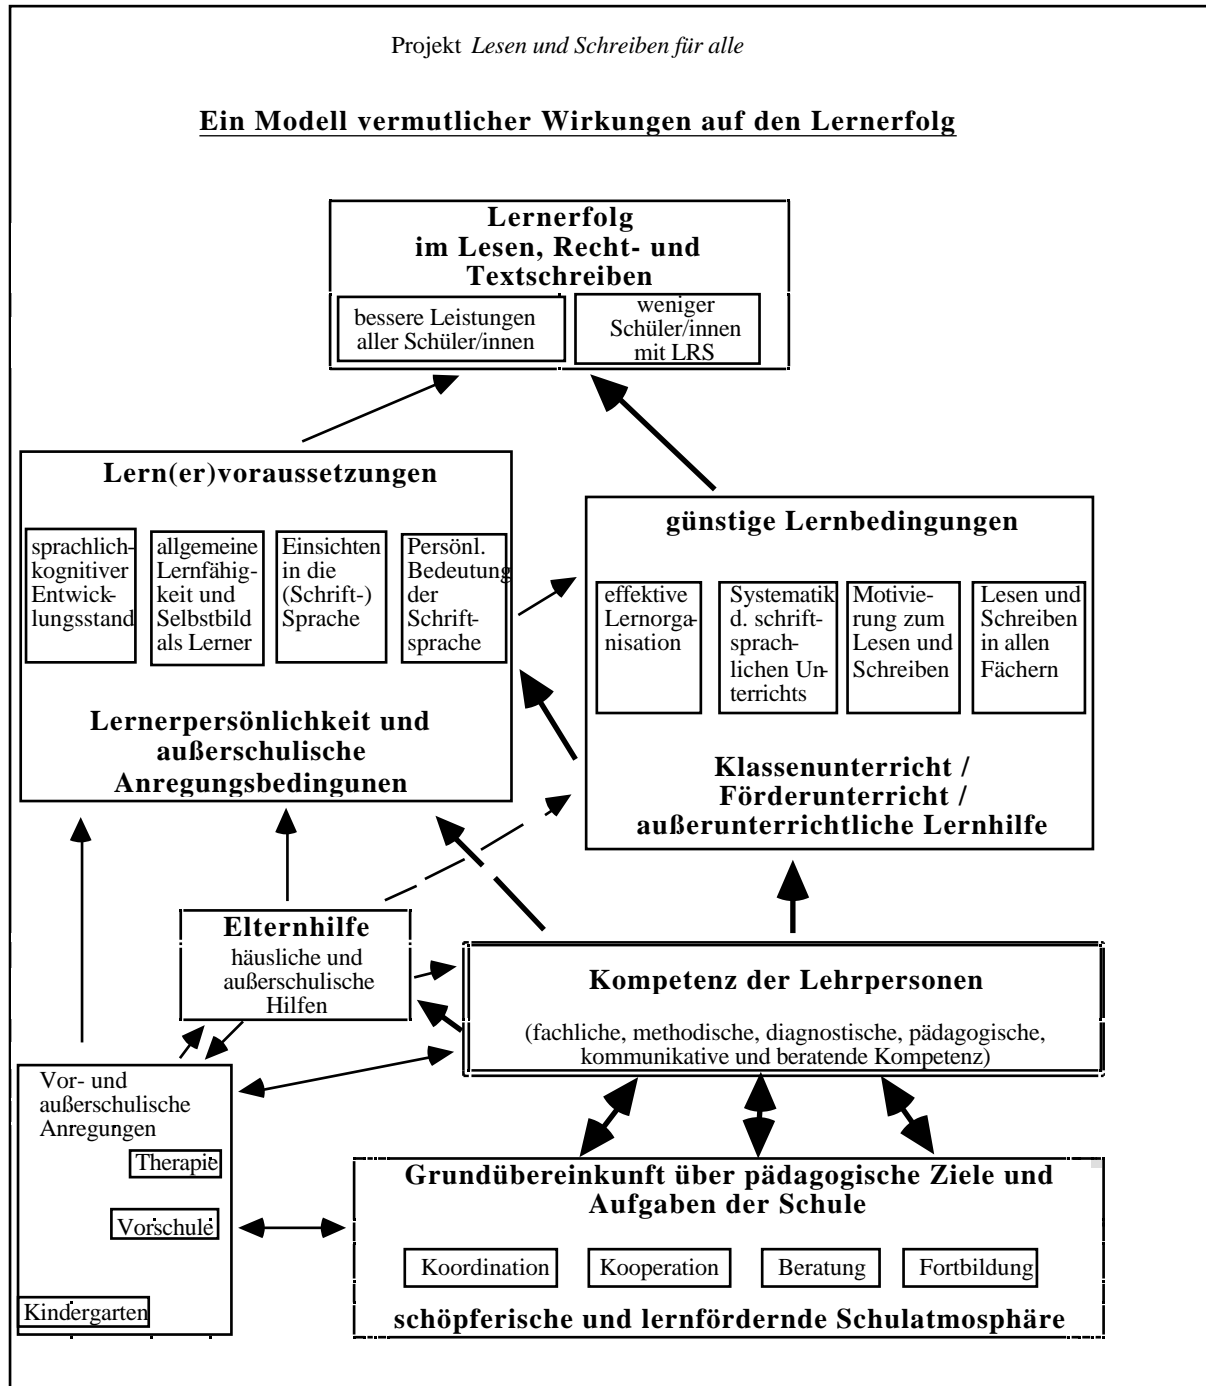 Projekt Lesen und Schreiben für alle
Ein Modell vermutlicher Wirkungen auf den Lernerfolg
Lernerfolg
im Lesen, Recht- und
Textschreiben
bessere Leistungen
aller Schüler/innen
weniger
Schüler/innen
mit LRS
Lern(er)voraussetzungen
sprachlich-
kognitiver
Entwick-
lungsstand
allgemeine
Lernfähig-
keit und
Selbstbild
als Lerner
Einsichten
in die
(Schrift-)
Sprache
Persönl.
Bedeutung
der
Schrift-
sprache
Lernerpersönlichkeit und
außerschulische
Anregungsbedingunen
günstige Lernbedingungen
effektive
Lernorga-
nisation
Systematik
d. schrift-
sprach-
lichen Un-
terrichts
Motivie-
rung zum
Lesen und
Schreiben
Lesen und
Schreiben
in allen
Fächern
Klassenunterricht /
Förderunterricht /
außerunterrichtliche Lernhilfe
Elternhilfe
häusliche und
außerschulische
Hilfen
Kompetenz der Lehrpersonen
(fachliche, methodische, diagnostische, pädagogische,
kommunikative und beratende Kompetenz)
Vor- und
außerschulische
Anregungen
Therapie
Vorschule
Kindergarten
Grundübereinkunft über pädagogische Ziele und
Aufgaben der Schule
Koordination
Kooperation
Beratung
Fortbildung
schöpferische und lernfördernde Schulatmosphäre